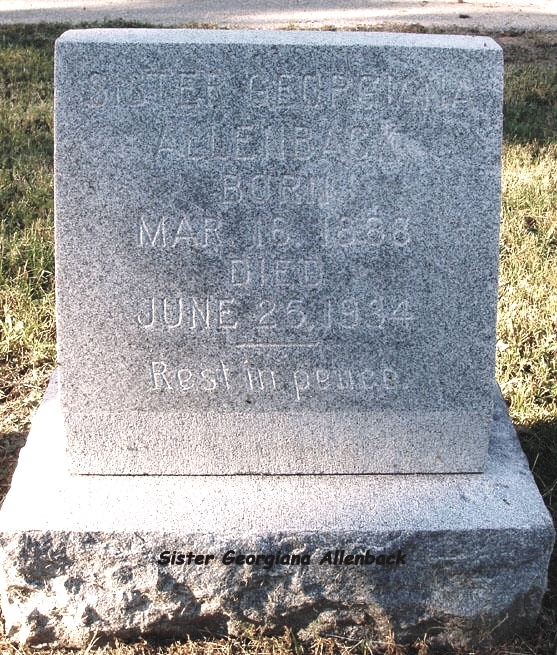 SISTER GEORGIANA
ALLENBACK
BORN
MAR. 16, 1888
DIED
JUNE 25, 1934
Rest in peace.
Sister Georgiana Allenback